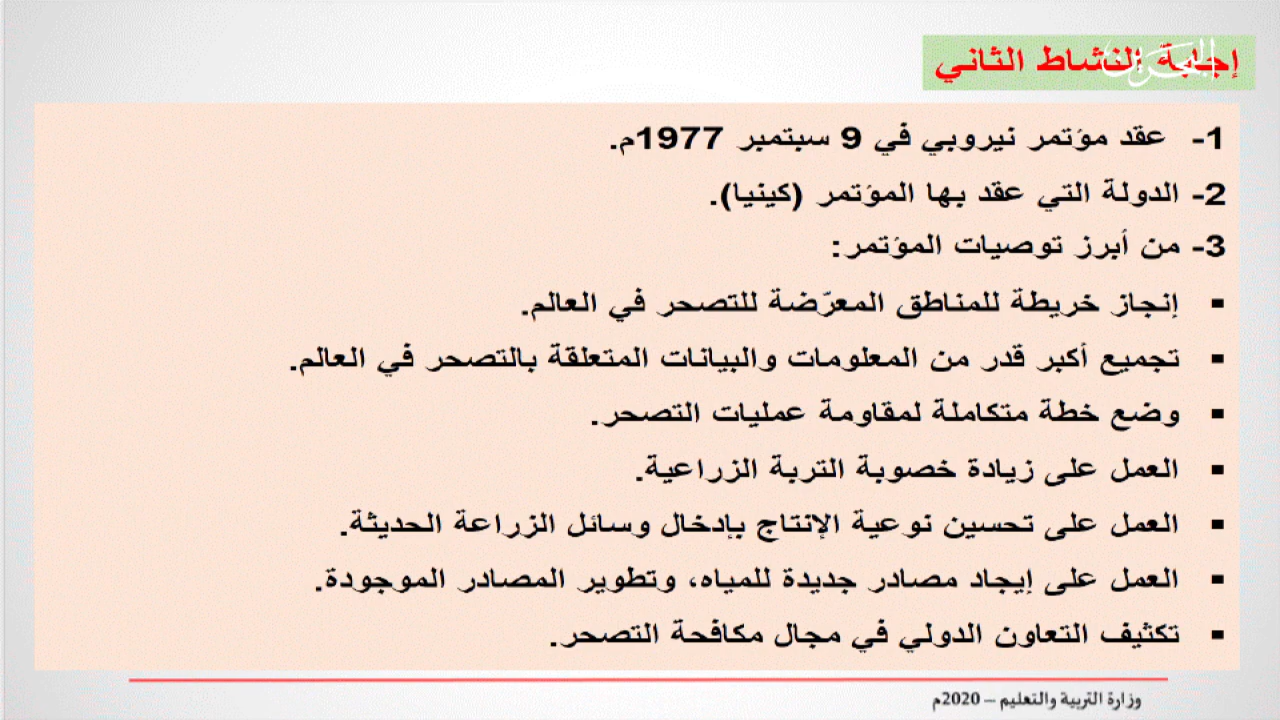 إجابة النشاط الثاني
البحرين
1- عقد مؤتمر نيروبي في 9 سبتمبر 1977م.
2- الدولة التي عقد بها المؤتمر (كينيا).
3- من أبرز توصيات المؤتمر:
▪ إنجاز خريطة للمناطق المعرّضة للتصحر في العالم.
▪ تجميع أكبر قدر من المعلومات والبيانات المتعلقة بالتصحر في العالم.
▪ وضع خطة متكاملة لمقاومة عمليات التصحر.
▪ العمل على زيادة خصوبة التربة الزراعية.
▪ العمل على تحسين نوعية الإنتاج بإدخال وسائل الزراعة الحديثة.
▪ العمل على إيجاد مصادر جديدة للمياه، وتطوير المصادر الموجودة.
▪ تكثيف التعاون الدولي في مجال مكافحة التصحر.
وزارة التربية والتعليم – 2020م